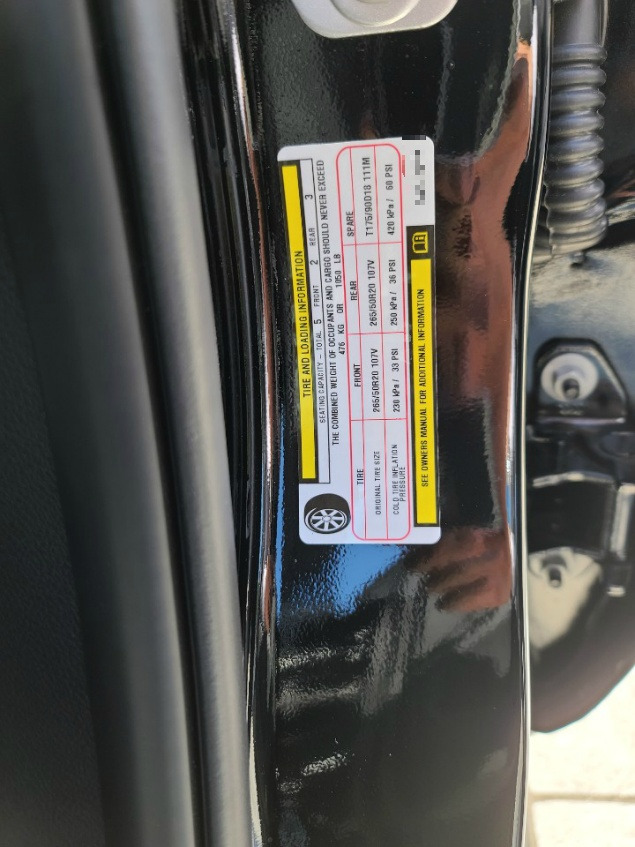 TIRE AND LOADING INFORMATION
SEATING CAPACITY - TOTAL 5 FRONT 2 REAR 3
THE COMBINED WEIGHT OF OCCUPANTS AND CARGO SHOULD NEVER EXCEED
476 KG OR 1050 LB
TIRE FRONT REAR SPARE
ORIGINAL TIRE SIZE 265/50R20 107V 265/50R20 107V T175/90D18 111M
COLD TIRE INFLATION PRESSURE 230 kPa / 33 PSI 250 kPa / 36 PSI 420 kPa / 60 PSI
SEE OWNERS MANUAL FOR ADDITIONAL INFORMATION